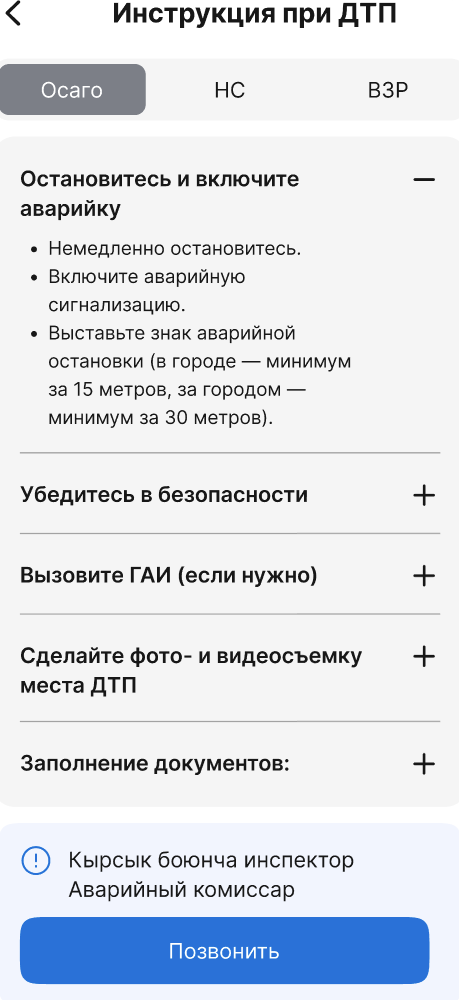 Инструкция при ДТП
Осаго НС ВЗР
Остановитесь и включите
аварийку
• Немедленно остановитесь.
• Включите аварийную
сигнализацию.
• Выставьте знак аварийной
остановки (в городе — минимум
за 15 метров, за городом —
минимум за 30 метров).
Убедитесь в безопасности
Вызовите ГАИ (если нужно)
Сделайте фото- и видеосъемку
места ДТП
Заполнение документов:
Кырсык боюнча инспектор
Аварийный комиссар
Позвонить